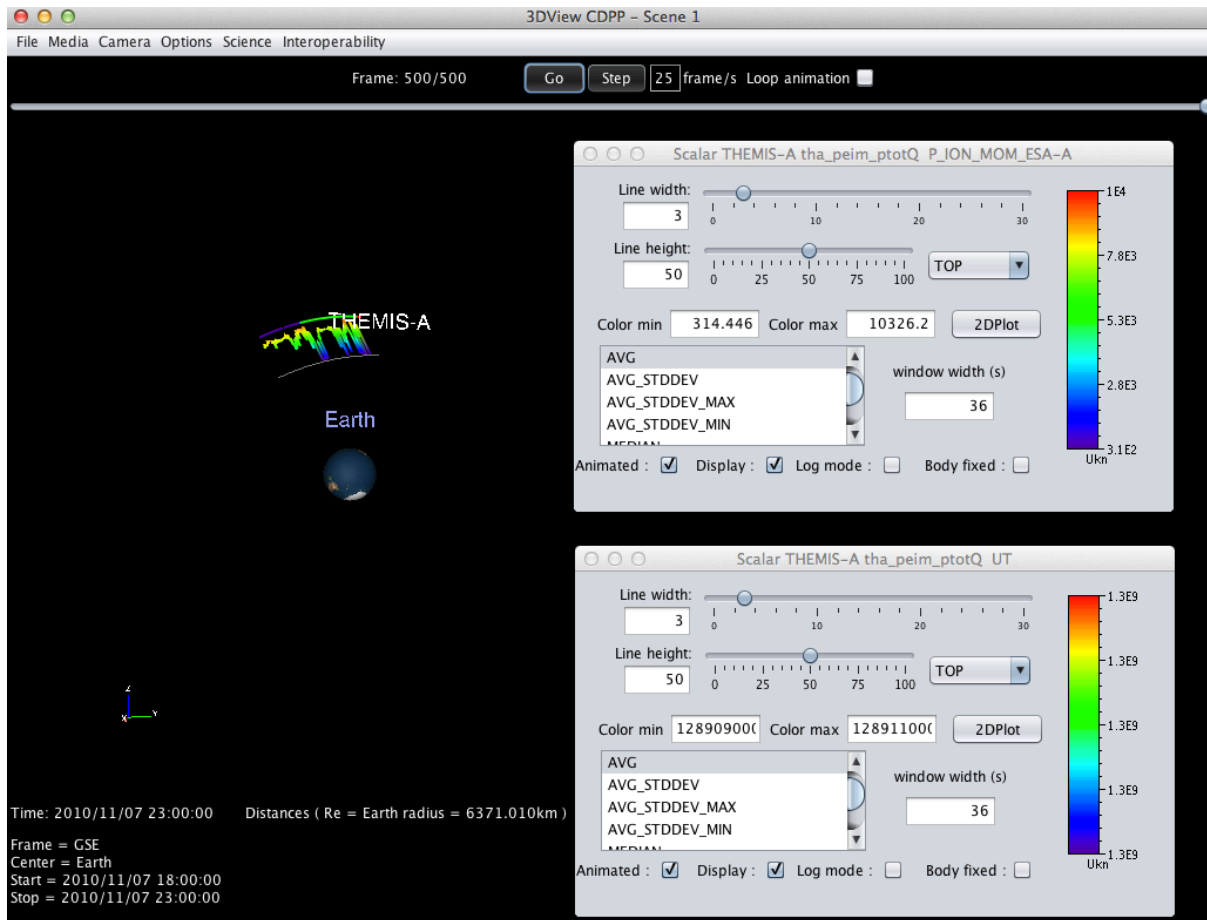 3DView CDPP – Scene 1
File Media Camera Options Science Interoperability
Frame: 500/500 Go Step 25 frame/s Loop animation
THEMIS-A
Earth
Z
X Y
Time: 2010/11/07 23:00:00 Distances ( Re = Earth radius = 6371.010km )
Frame = GSE
Center = Earth
Start = 2010/11/07 18:00:00
Stop = 2010/11/07 23:00:00
Scalar THEMIS-A tha_peim_ptotQ P_ION_MOM_ESA-A
Line width:
3
0 10 20 30
Line height:
50
0 25 50 75 100
TOP
Color min 314.446 Color max 10326.2 2DPlot
AVG
AVG_STDDEV
AVG_STDDEV_MAX
AVG_STDDEV_MIN
MEDIAN
window width (s)
36
Animated : Display : Log mode : Body fixed :
1E4
7.8E3
5.3E3
2.8E3
3.1E2
Ukn
Scalar THEMIS-A tha_peim_ptotQ UT
Line width:
3
0 10 20 30
Line height:
50
0 25 50 75 100
TOP
Color min 12890900( Color max 12891100( 2DPlot
AVG
AVG_STDDEV
AVG_STDDEV_MAX
AVG_STDDEV_MIN
MEDIAN
window width (s)
36
Animated : Display : Log mode : Body fixed :
1.3E9
1.3E9
1.3E9
1.3E9
1.3E9
Ukn